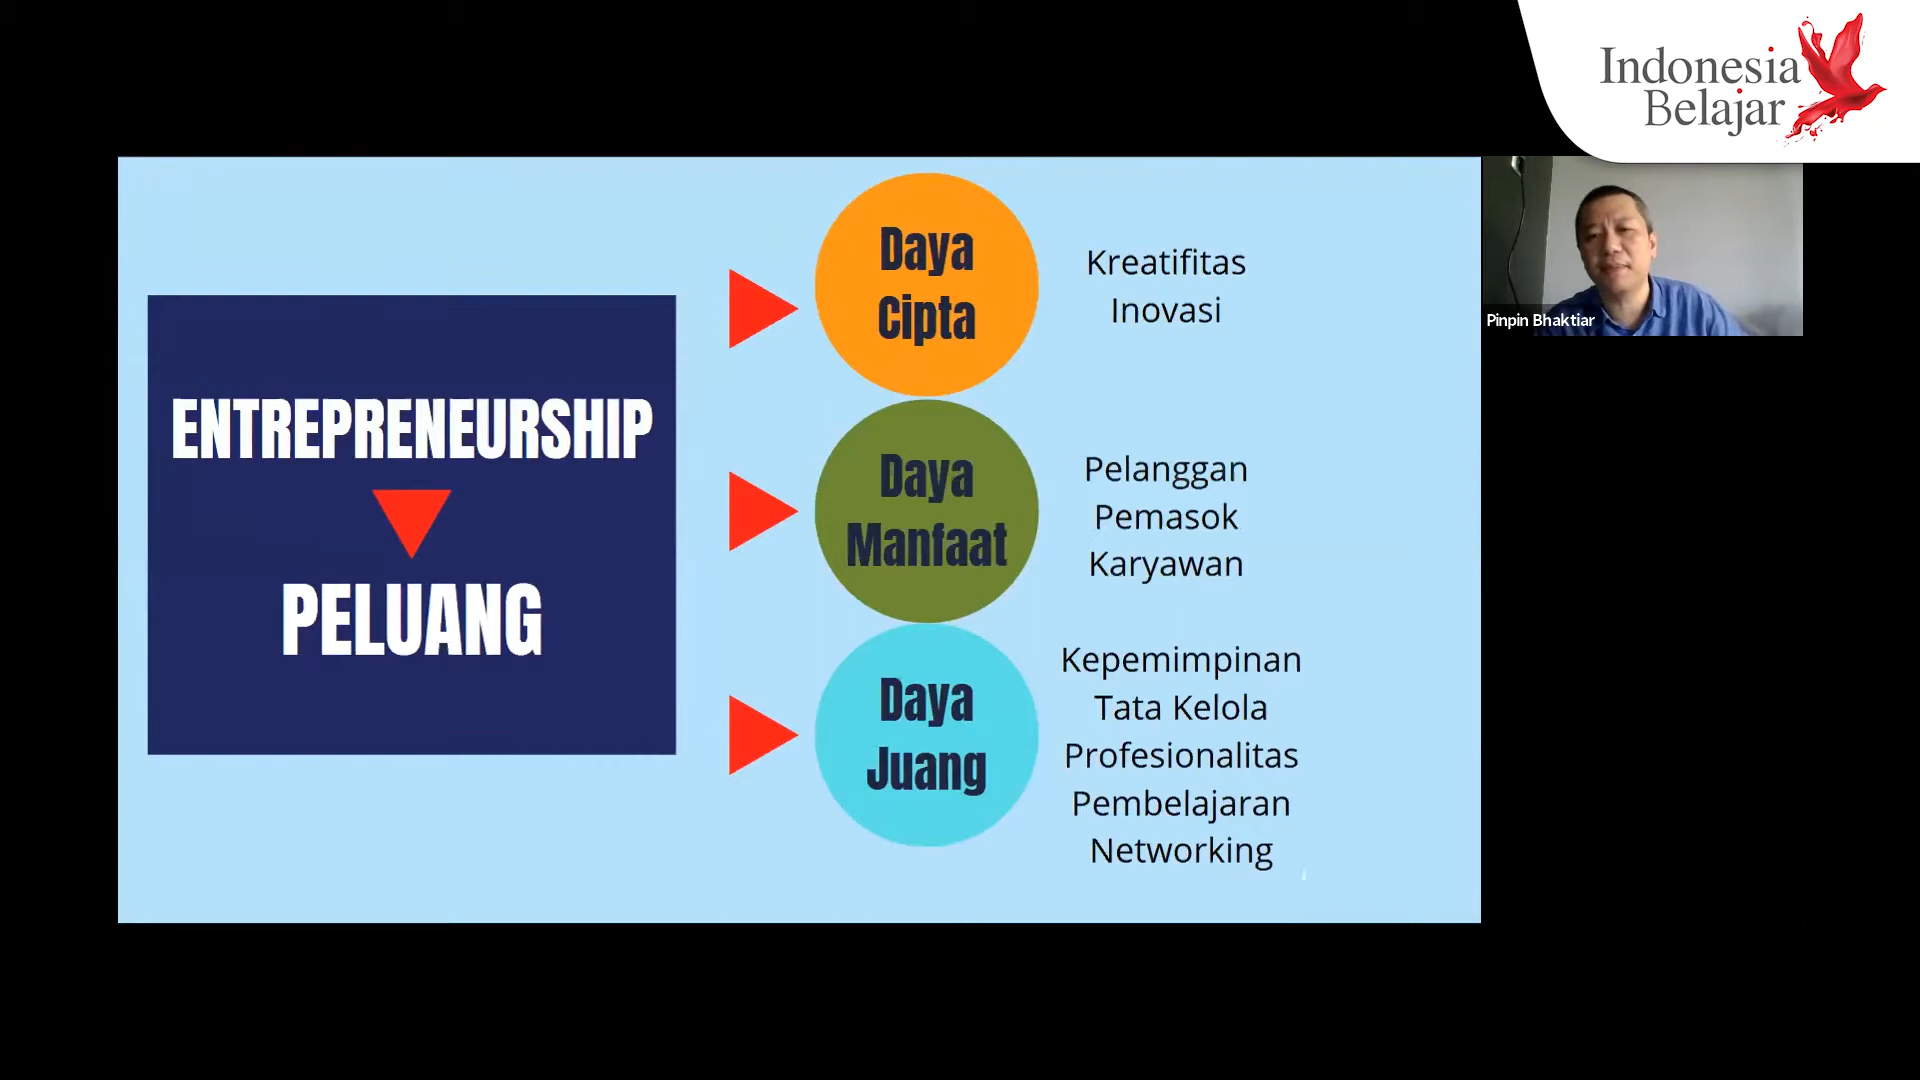 Indonesia
Belajar
ENTREPRENEURSHIP
PELUANG
Daya
Cipta
Kreatifitas
Inovasi
Daya
Manfaat
Pelanggan
Pemasok
Karyawan
Daya
Juang
Kepemimpinan
Tata Kelola
Profesionalitas
Pembelajaran
Networking
Pinpin Bhaktiar